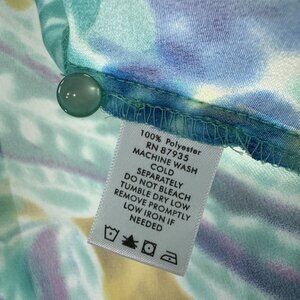 100% Polyester
RN 87935
MACHINE WASH
COLD
SEPARATELY
DO NOT BLEACH
TUMBLE DRY LOW
REMOVE PROMPTLY
LOW IRON IF
NEEDED